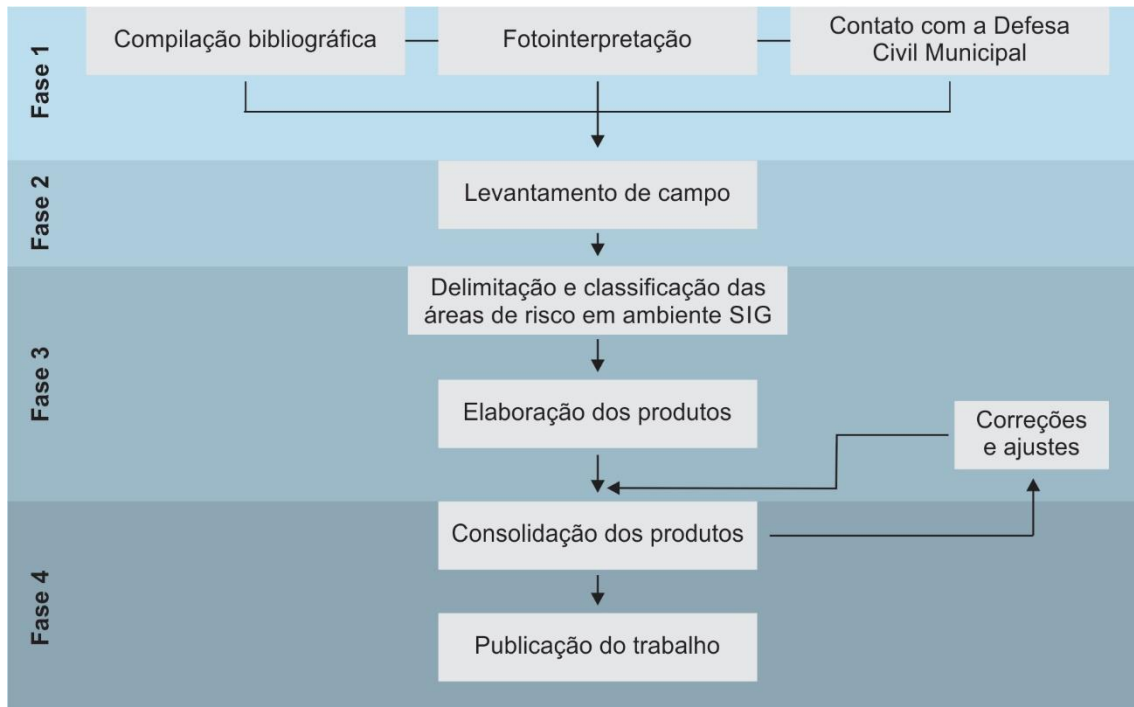 Fase 1
Compilação bibliográfica
Fotointerpretação
Contato com a Defesa
Civil Municipal
Fase 2
Levantamento de campo
Fase 3
Delimitação e classificação das
áreas de risco em ambiente SIG
Elaboração dos produtos
Correções
e ajustes
Fase 4
Consolidação dos produtos
Publicação do trabalho